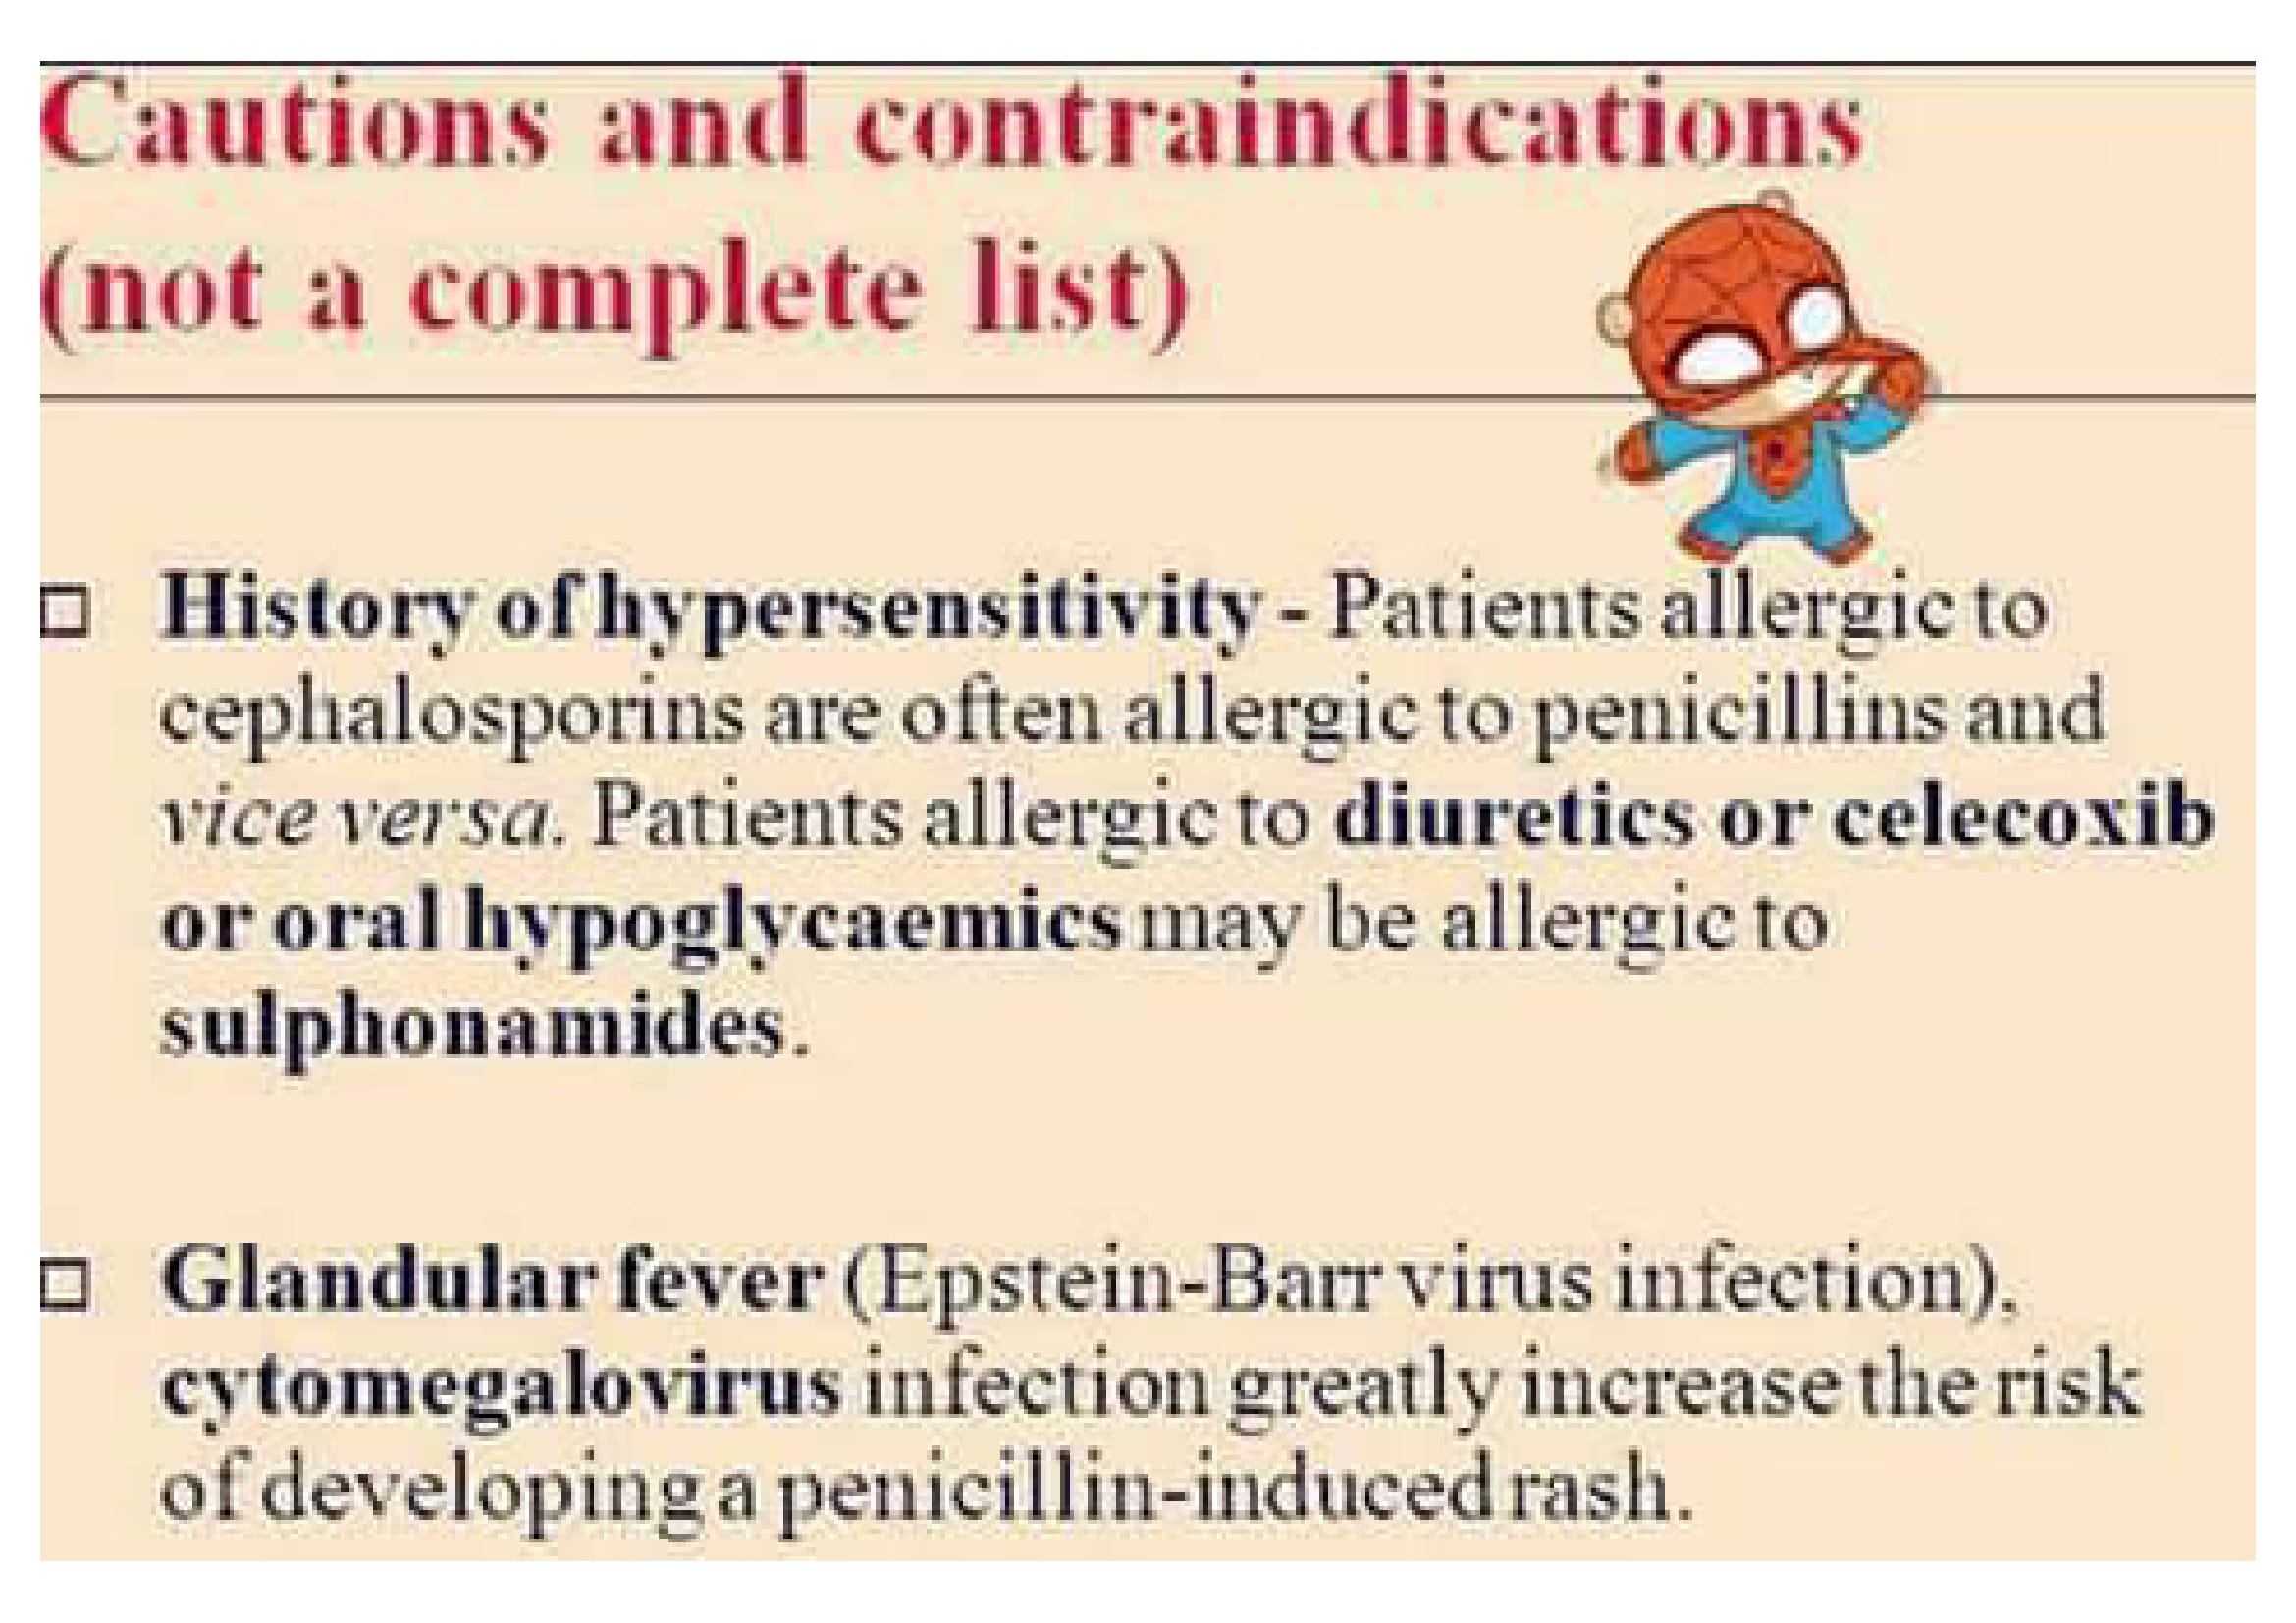 Cautions and contraindications
(not a complete list)
□ History of hypersensitivity - Patients allergic to
cephalosporins are often allergic to penicillins and
vice versa. Patients allergic to diuretics or celecoxib
or oral hypoglycaemics may be allergic to
sulphonamides.
□ Glandular fever (Epstein-Barr virus infection),
cytomegalovirus infection greatly increase the risk
of developing a penicillin-induced rash.